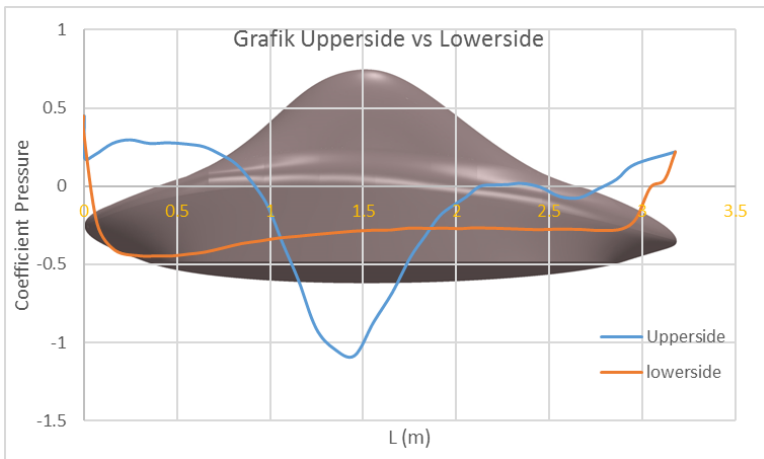 Grafik Upperside vs Lowerside
1
0.5
0
-0.5
-1
-1.5
0 0.5 1 1.5 2 2.5 3 3.5
Coefficient Pressure
L (m)
Upperside
lowerside